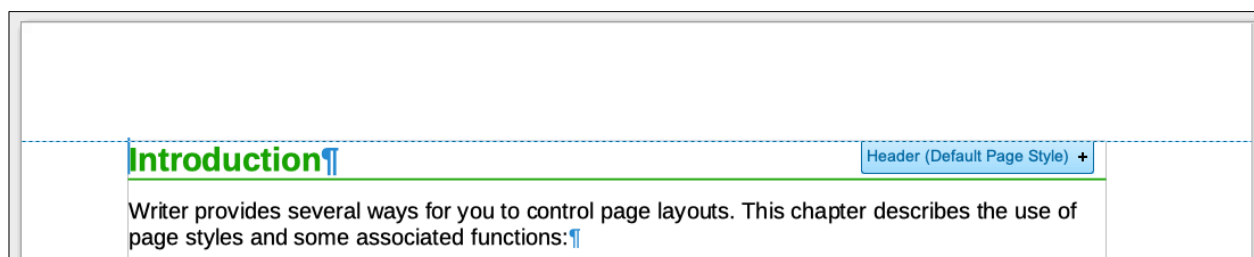 Introduction¶
Header (Default Page Style) +
Writer provides several ways for you to control page layouts. This chapter describes the use of
page styles and some associated functions:¶